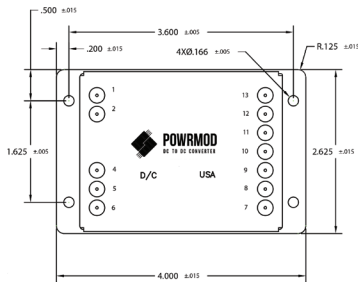 .500 ±.015
3.600 ±.005
.200 ±.015
4XØ.166 ±.005
R.125 ±.015
1 13
2 12
11
10
POWRMOD
DC TO DC CONVERTER
1.625 ±.005
2.625 ±.015
D/C USA
4 9
5 8
6 7
4.000 ±.015